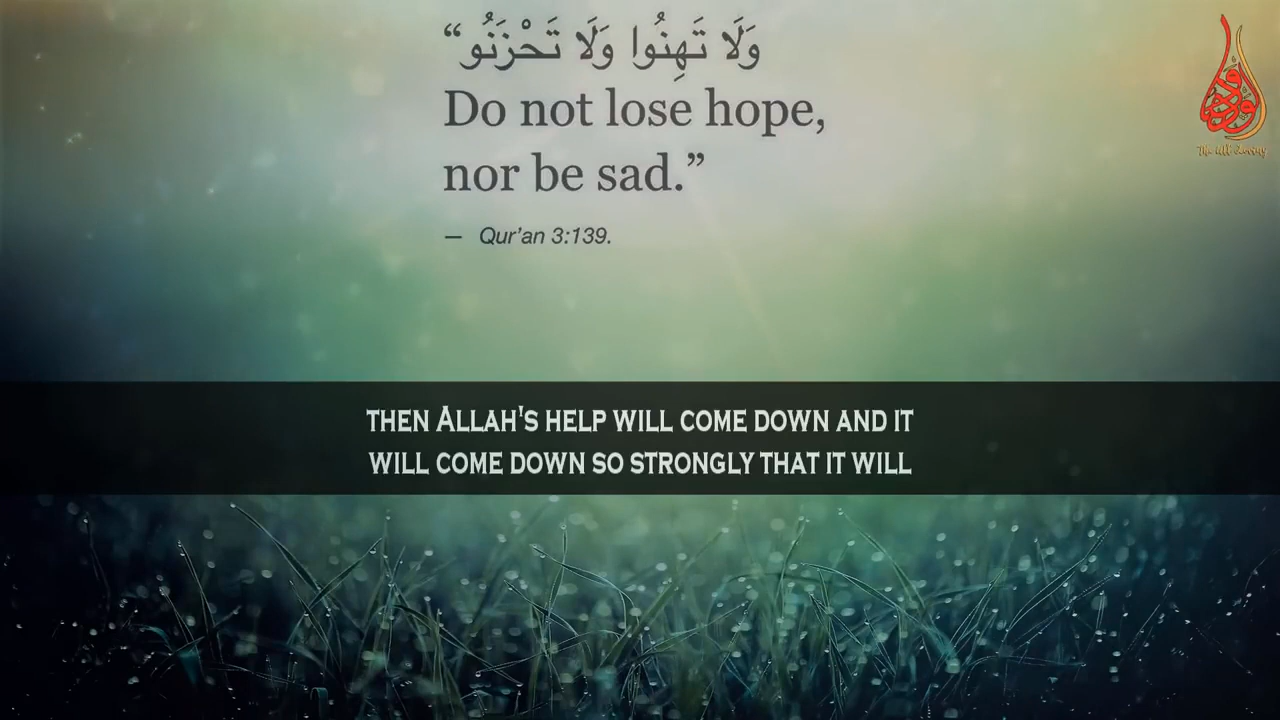 “وَلَا تَهِنُوا وَلَا تَحْزَنُو
Do not lose hope,
nor be sad.”
— Qur’an 3:139.
THEN ALLAH'S HELP WILL COME DOWN AND IT
WILL COME DOWN SO STRONGLY THAT IT WILL